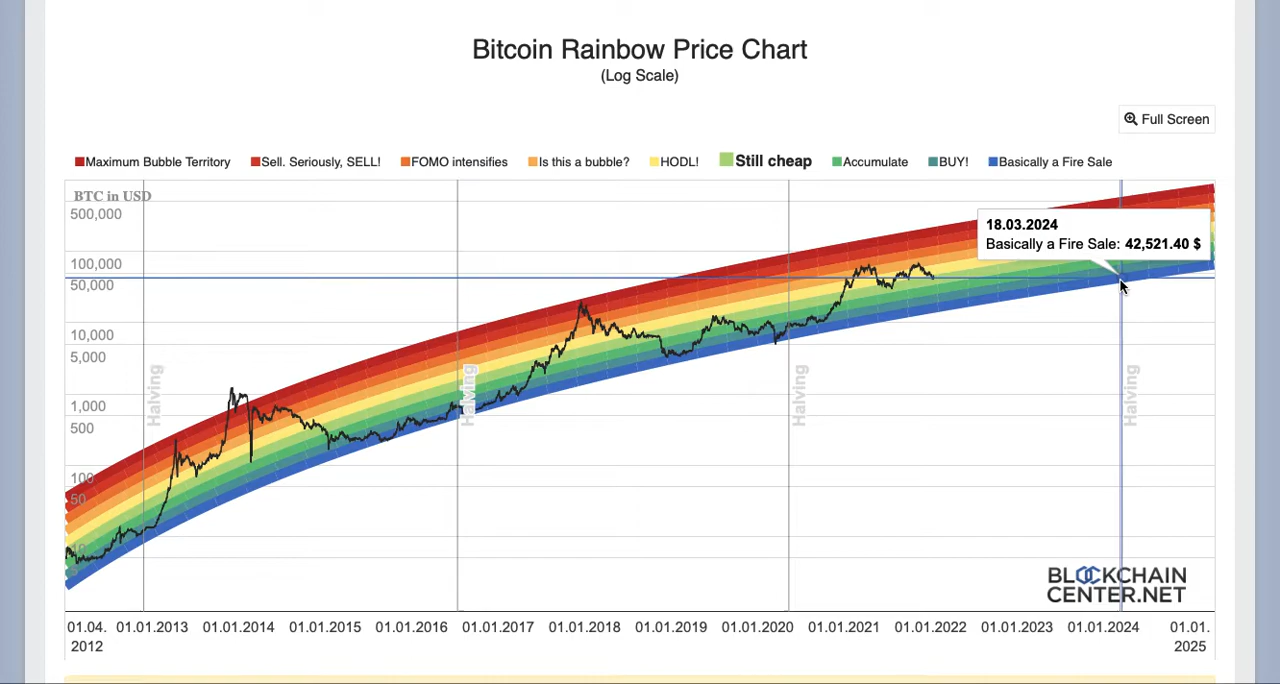 Bitcoin Rainbow Price Chart
(Log Scale)
Full Screen
Maximum Bubble Territory Sell. Seriously, SELL! FOMO intensifies Is this a bubble? HODL! Still cheap Accumulate BUY! Basically a Fire Sale
BTC in USD
500,000
100,000
50,000
10,000
5,000
1,000
500
100
50
10
5
18.03.2024
Basically a Fire Sale: 42,521.40 $
Halving
Halving
Halving
Halving
BLOCKCHAIN
CENTER.NET
01.04. 01.01.2013 01.01.2014 01.01.2015 01.01.2016 01.01.2017 01.01.2018 01.01.2019 01.01.2020 01.01.2021 01.01.2022 01.01.2023 01.01.2024 01.01.
2012 2025